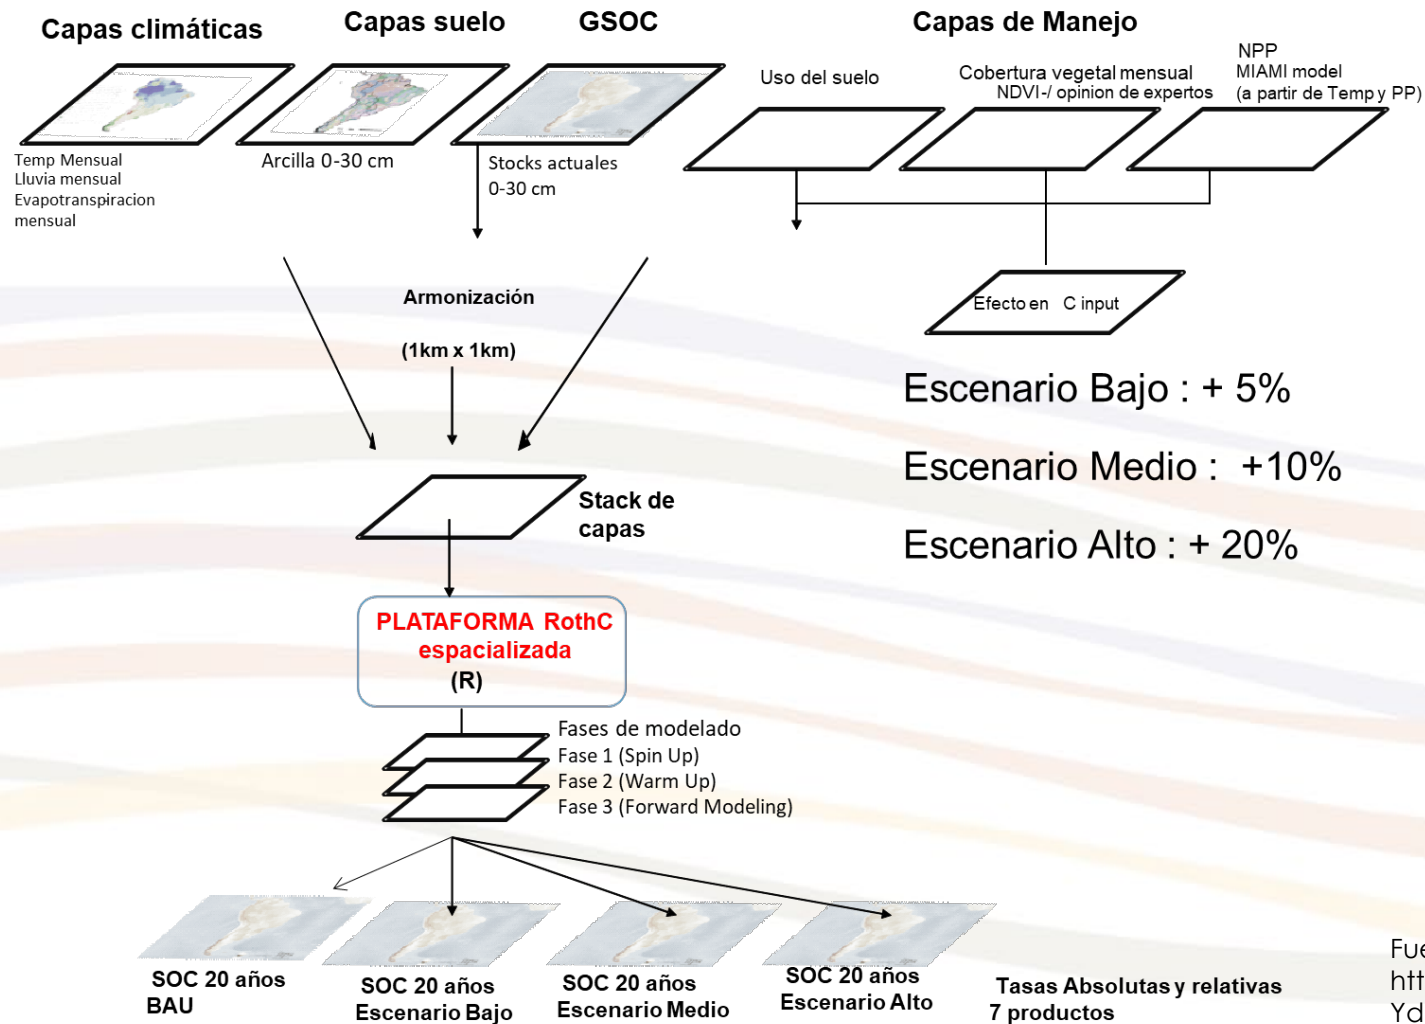 Capas climáticas
Capas suelo
GSOC
Capas de Manejo
Uso del suelo
Cobertura vegetal mensual
NDVI-/ opinion de expertos
NPP
MIAMI model
(a partir de Temp y PP)
Temp Mensual
Lluvia mensual
Evapotranspiracion
mensual
Arcilla 0-30 cm
Stocks actuales
0-30 cm
Efecto en C input
Armonización
(1km x 1km)
Escenario Bajo : + 5%
Escenario Medio : +10%
Escenario Alto : + 20%
Stack de
capas
PLATAFORMA RothC
espacializada
(R)
Fases de modelado
Fase 1 (Spin Up)
Fase 2 (Warm Up)
Fase 3 (Forward Modeling)
SOC 20 años
BAU
SOC 20 años
Escenario Bajo
SOC 20 años
Escenario Medio
SOC 20 años
Escenario Alto
Tasas Absolutas y relativas
7 productos